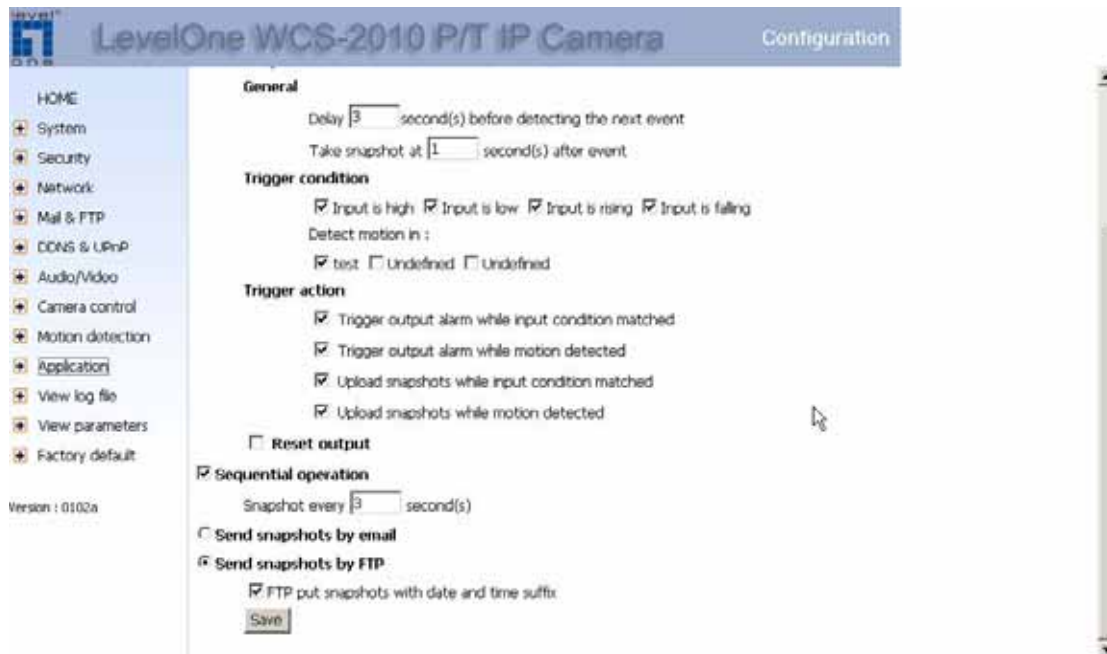 level
one
LevelOne WCS-2010 P/T IP Camera
Configuration
HOME
System
Security
Network
Mail & FTP
DDNS & UPnP
Audio/Video
Camera control
Motion detection
Application
View log file
View parameters
Factory default
Version : 0102a
General
Delay 3 second(s) before detecting the next event
Take snapshot at 1 second(s) after event
Trigger condition
Input is high Input is low Input is rising Input is falling
Detect motion in :
test Undefined Undefined
Trigger action
Trigger output alarm while input condition matched
Trigger output alarm while motion detected
Upload snapshots while input condition matched
Upload snapshots while motion detected
Reset output
Sequential operation
Snapshot every 3 second(s)
Send snapshots by email
Send snapshots by FTP
FTP put snapshots with date and time suffix
Save